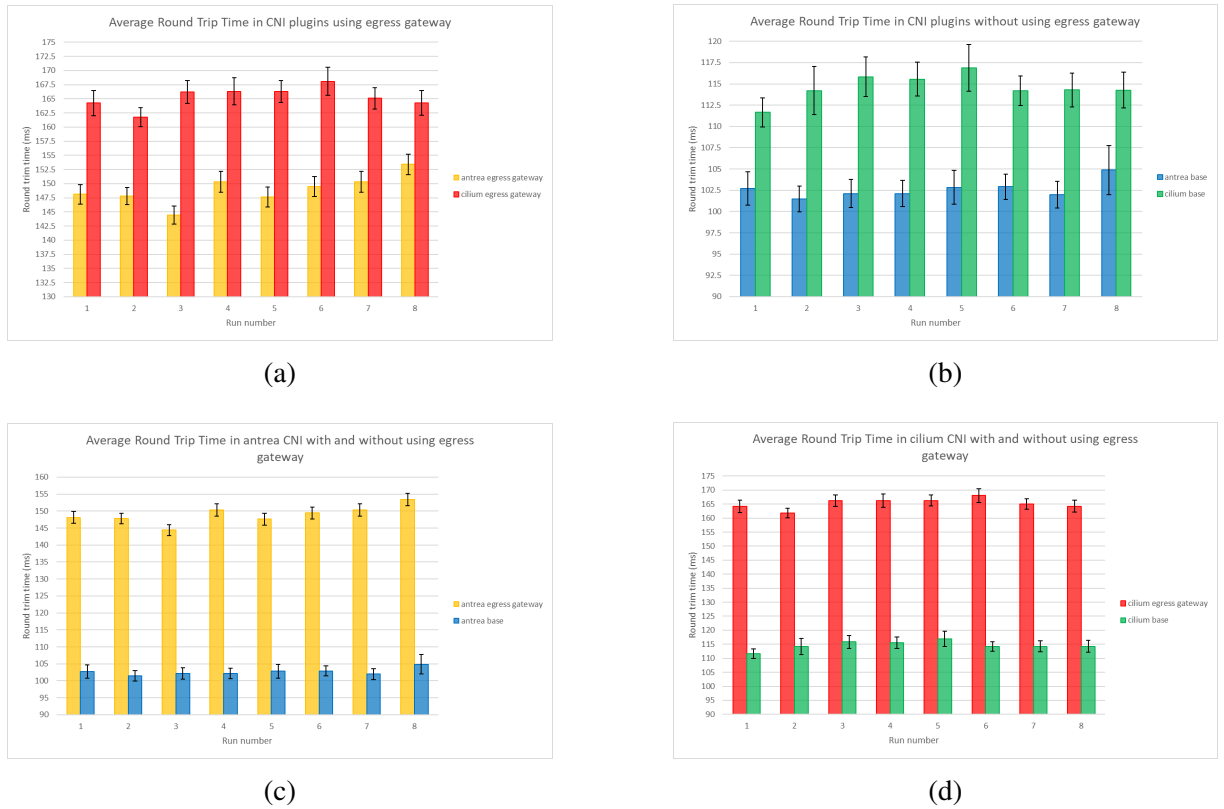 Average Round Trip Time in CNI plugins using egress gateway
Round trim time (ms)
175
172.5
170
167.5
165
162.5
160
157.5
155
152.5
150
147.5
145
142.5
140
137.5
135
132.5
130
1 2 3 4 5 6 7 8
Run number
antrea egress gateway
cilium egress gateway
(a)
Average Round Trip Time in CNI plugins without using egress gateway
Round trim time (ms)
120
117.5
115
112.5
110
107.5
105
102.5
100
97.5
95
92.5
90
1 2 3 4 5 6 7 8
Run number
antrea base
cilium base
(b)
Average Round Trip Time in antrea CNI with and without using egress
gateway
Round trim time (ms)
160
155
150
145
140
135
130
125
120
115
110
105
100
95
90
1 2 3 4 5 6 7 8
Run number
antrea egress gateway
antrea base
(c)
Average Round Trip Time in cilium CNI with and without using egress
gateway
Round trim time (ms)
175
170
165
160
155
150
145
140
135
130
125
120
115
110
105
100
95
90
1 2 3 4 5 6 7 8
Run number
cilium egress gateway
cilium base
(d)